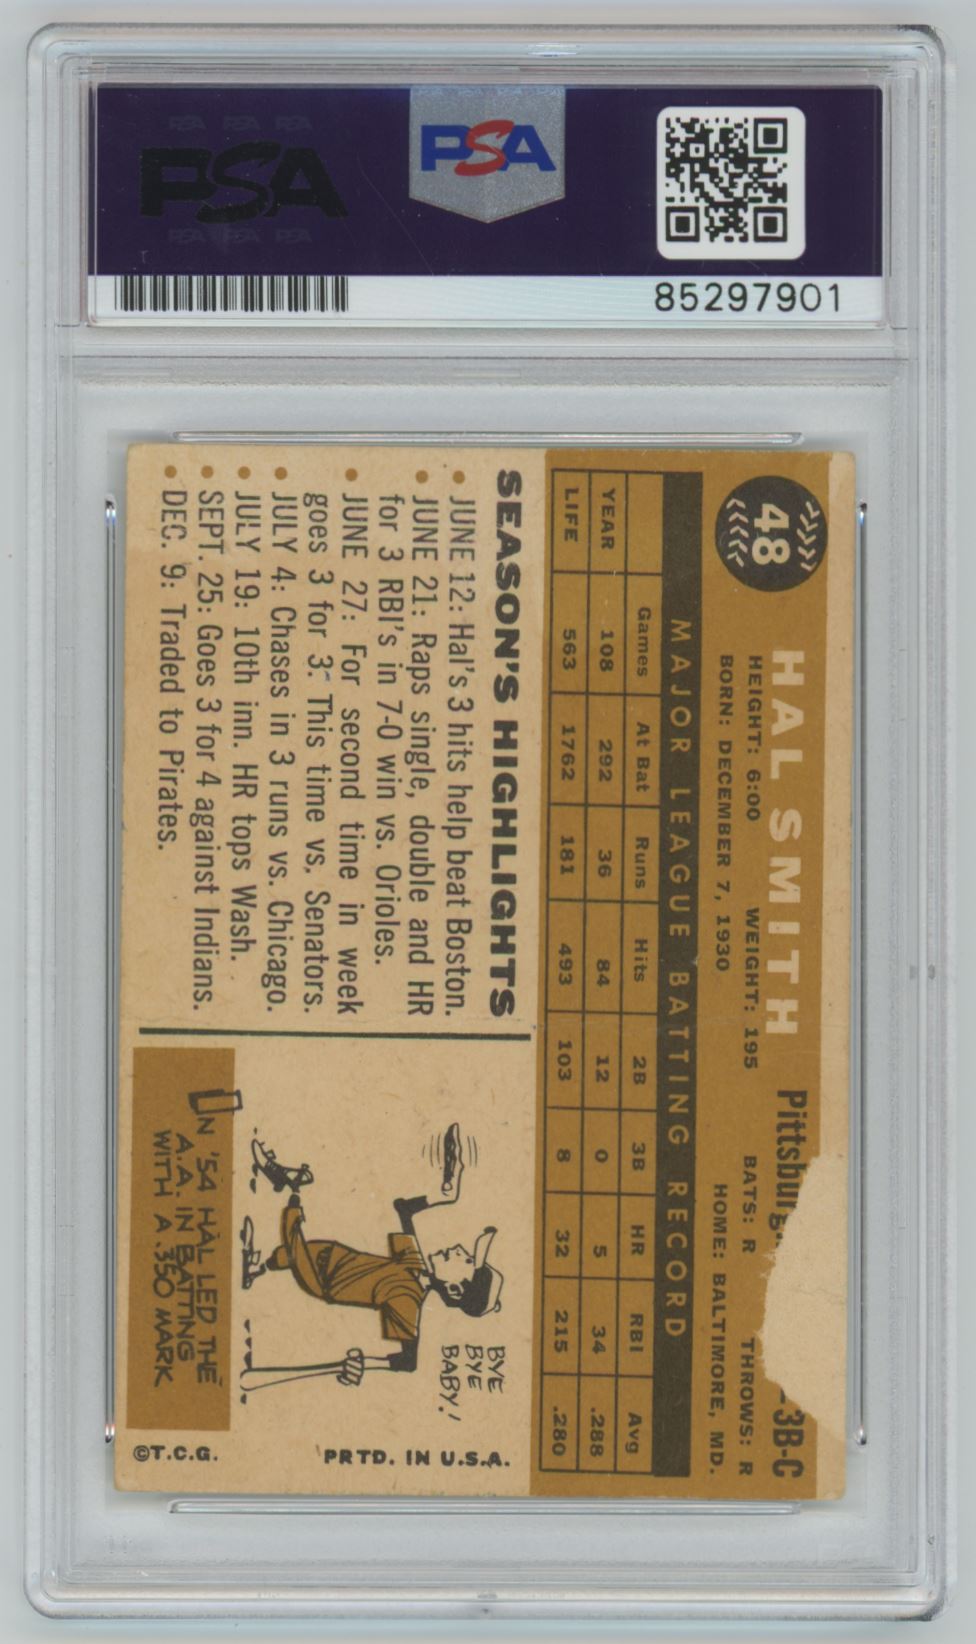 PSA PSA PSA
PSA
PSA PSA PSA
PSA
85297901
48
HAL SMITH
3B-C
HEIGHT: 6:00 WEIGHT: 195 BATS: R THROWS: R
BORN: DECEMBER 7, 1930 HOME: BALTIMORE, MD.
MAJOR LEAGUE BATTING RECORD
Games At Bat Runs Hits 2B 3B HR RBI Avg
YEAR 108 292 36 84 12 0 5 34 .288
LIFE 563 1762 181 493 103 8 32 215 .280
SEASON'S HIGHLIGHTS
• JUNE 12: Hal's 3 hits help beat Boston.
• JUNE 21: Raps single, double and HR
for 3 RBI's in 7-0 win vs. Orioles.
• JUNE 27: For second time in week
goes 3 for 3. This time vs. Senators.
• JULY 4: Chases in 3 runs vs. Chicago.
• JULY 19: 10th inn. HR tops Wash.
• SEPT. 25: Goes 3 for 4 against Indians.
• DEC. 9: Traded to Pirates.
BYE
BYE
BABY!
IN '54 HAL LED THE
A.A. IN BATTING
WITH A .350 MARK
PRTD. IN U.S.A.
©T.C.G.